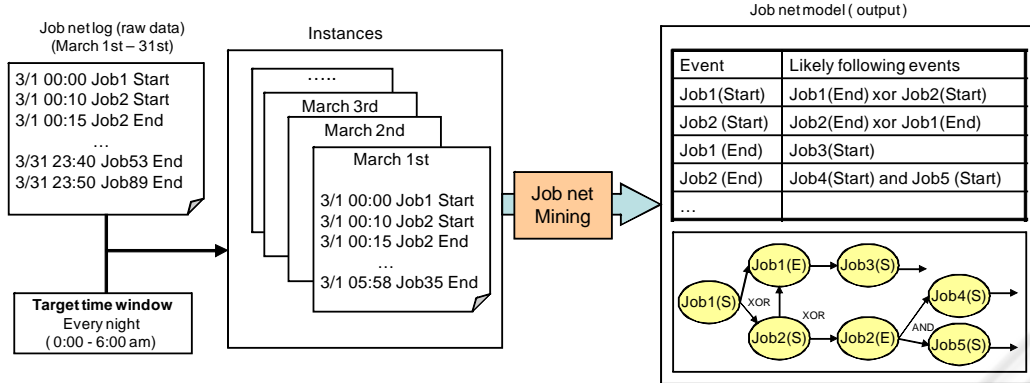 Job net log (raw data)
(March 1st – 31st)
3/1 00:00 Job1 Start
3/1 00:10 Job2 Start
3/1 00:15 Job2 End
…
3/31 23:40 Job53 End
3/31 23:50 Job89 End
Target time window
Every night
( 0:00 - 6:00 am)
Instances
…..
March 3rd
March 2nd
March 1st
3/1 00:00 Job1 Start
3/1 00:10 Job2 Start
3/1 00:15 Job2 End
…
3/1 05:58 Job35 End
Job net
Mining
Job net model ( output )
Event Likely following events
Job1(Start) Job1(End) xor Job2(Start)
Job2 (Start) Job2(End) xor Job1(End)
Job1 (End) Job3(Start)
Job2 (End) Job4(Start) and Job5 (Start)
…
Job1(E) Job3(S)
Job1(S) XOR Job4(S)
XOR AND
Job2(S) Job2(E) Job5(S)